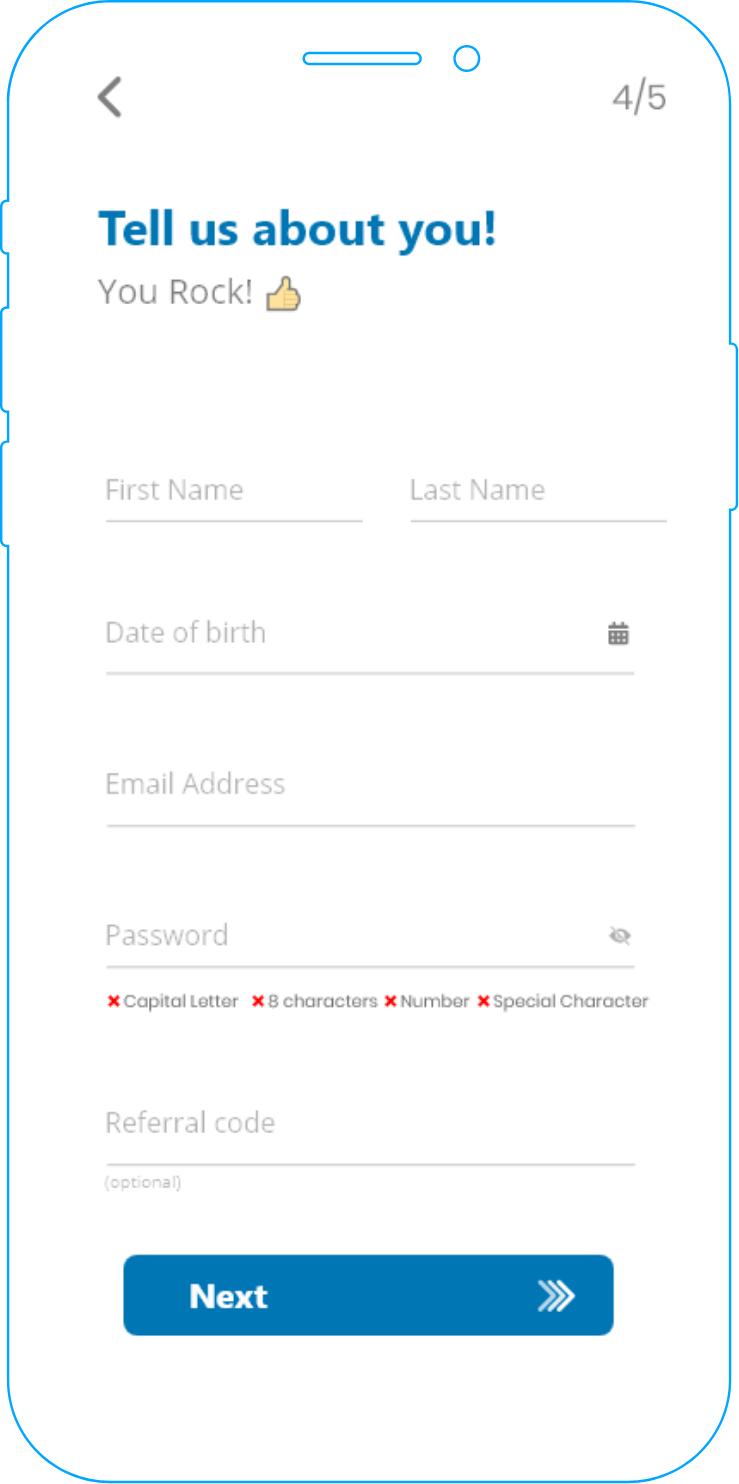 4/5
Tell us about you!
You Rock! 👍
First Name Last Name
Date of birth
Email Address
Password
Capital Letter 8 characters Number Special Character
Referral code
(optional)
Next